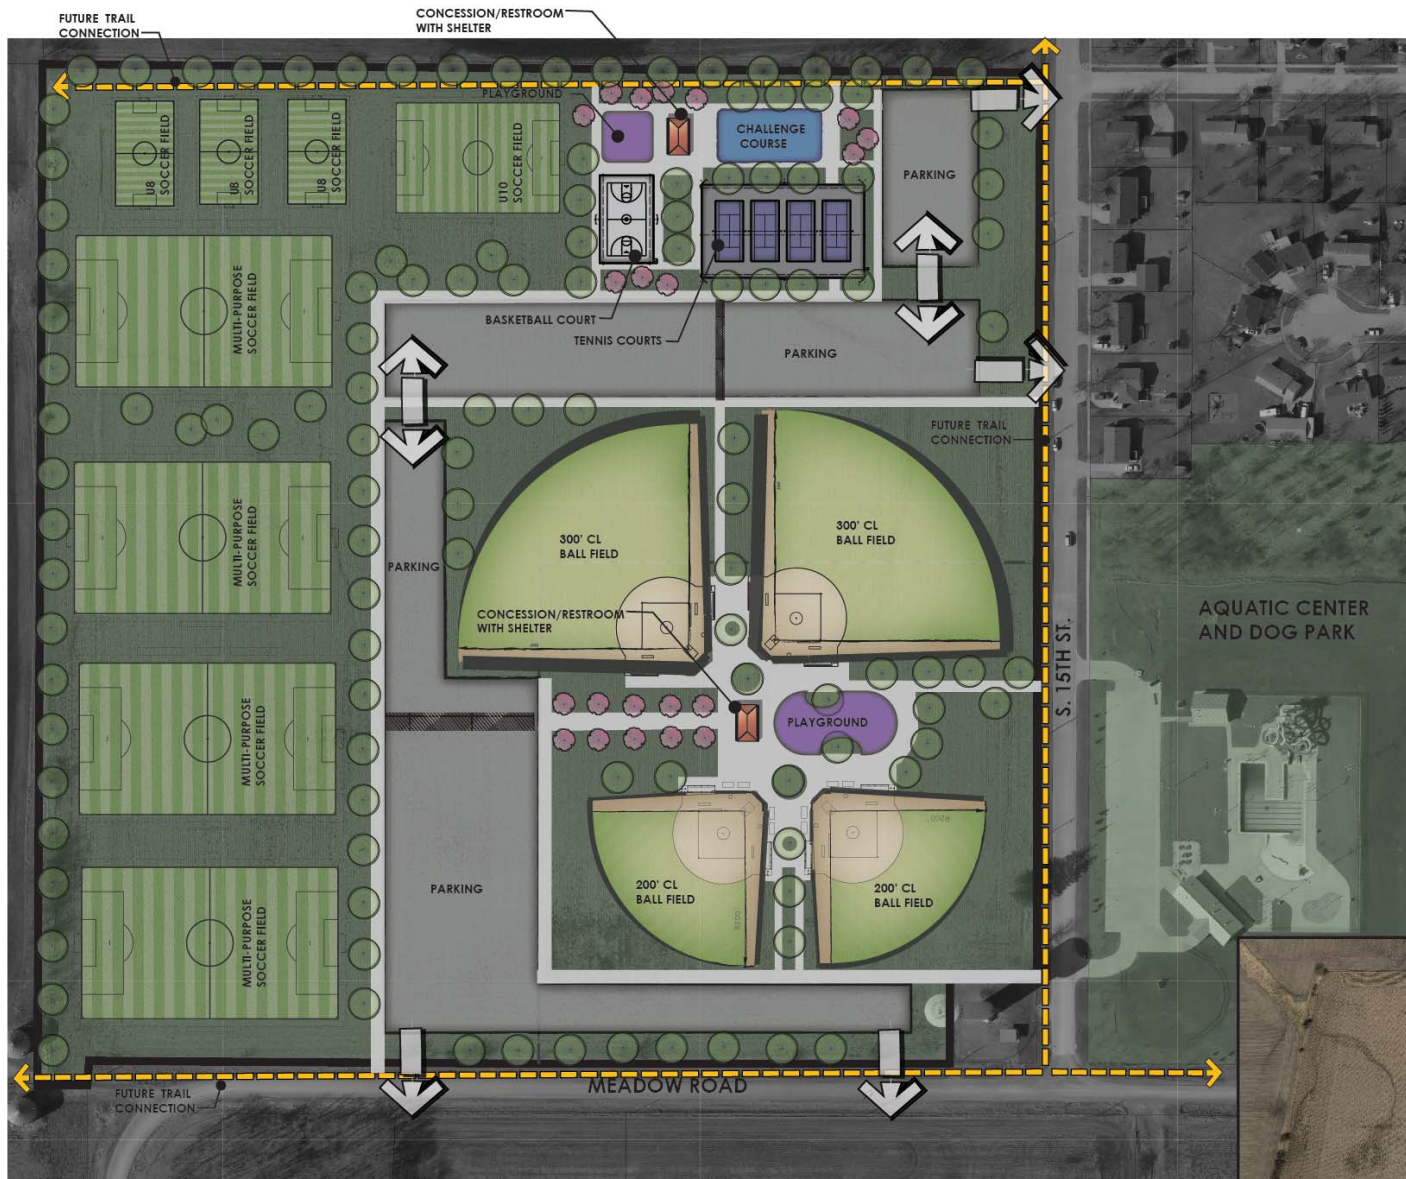 FUTURE TRAIL
CONNECTION
CONCESSION/RESTROOM
WITH SHELTER
PLAYGROUND
U8
SOCCER FIELD
U8
SOCCER FIELD
U8
SOCCER FIELD
U10
SOCCER FIELD
CHALLENGE
COURSE
PARKING
MULTI-PURPOSE
SOCCER FIELD
BASKETBALL COURT
TENNIS COURTS
PARKING
FUTURE TRAIL
CONNECTION
MULTI-PURPOSE
SOCCER FIELD
300' CL
BALL FIELD
300' CL
BALL FIELD
PARKING
CONCESSION/RESTROOM
WITH SHELTER
AQUATIC CENTER
AND DOG PARK
S. 15TH ST.
MULTI-PURPOSE
SOCCER FIELD
PLAYGROUND
R200'
PARKING
200' CL
BALL FIELD
200' CL
BALL FIELD
R200'
MULTI-PURPOSE
SOCCER FIELD
MEADOW ROAD
FUTURE TRAIL
CONNECTION